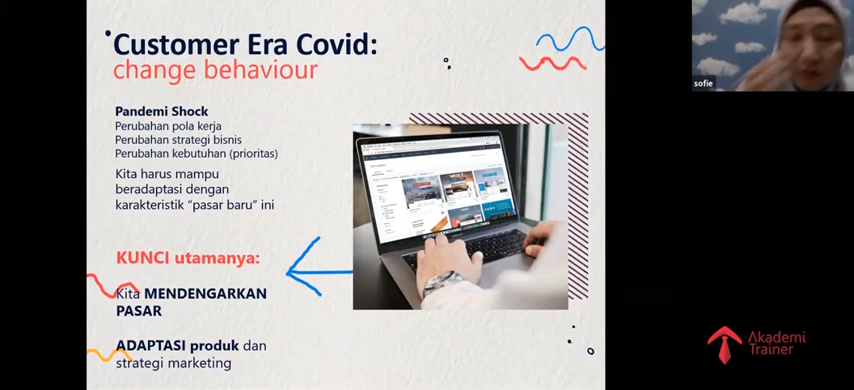 Customer Era Covid:
change behaviour
Pandemi Shock
Perubahan pola kerja
Perubahan strategi bisnis
Perubahan kebutuhan (prioritas)
Kita harus mampu
beradaptasi dengan
karakteristik “pasar baru” ini
KUNCI utamanya:
Kita MENDENGARKAN
PASAR
ADAPTASI produk dan
strategi marketing
sofie
Akademi
Trainer